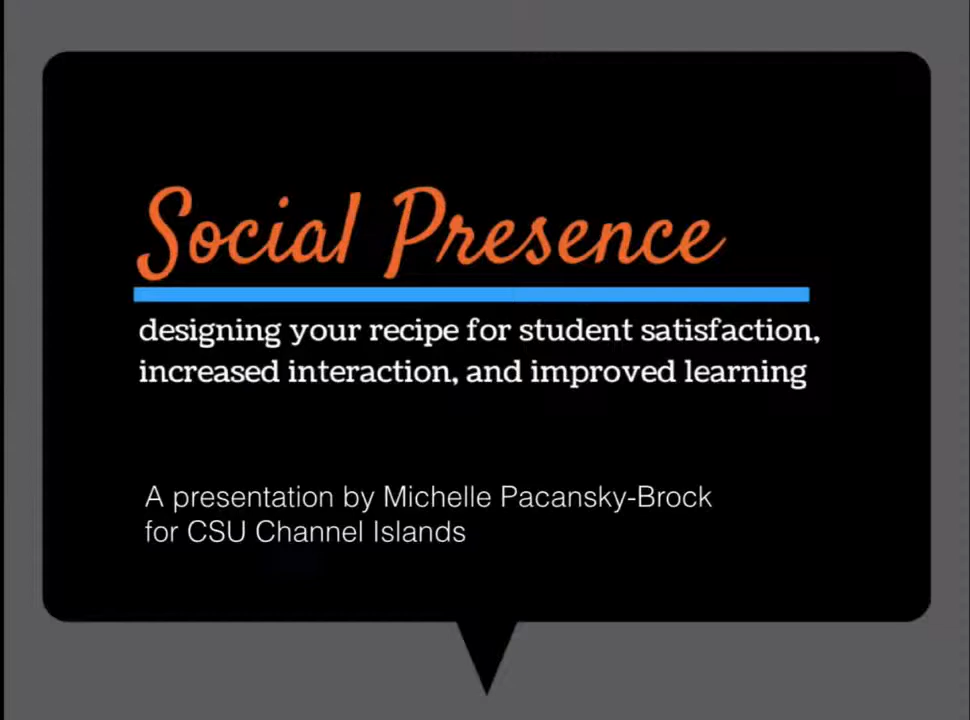 Social Presence
designing your recipe for student satisfaction,
increased interaction, and improved learning
A presentation by Michelle Pacansky-Brock
for CSU Channel Islands